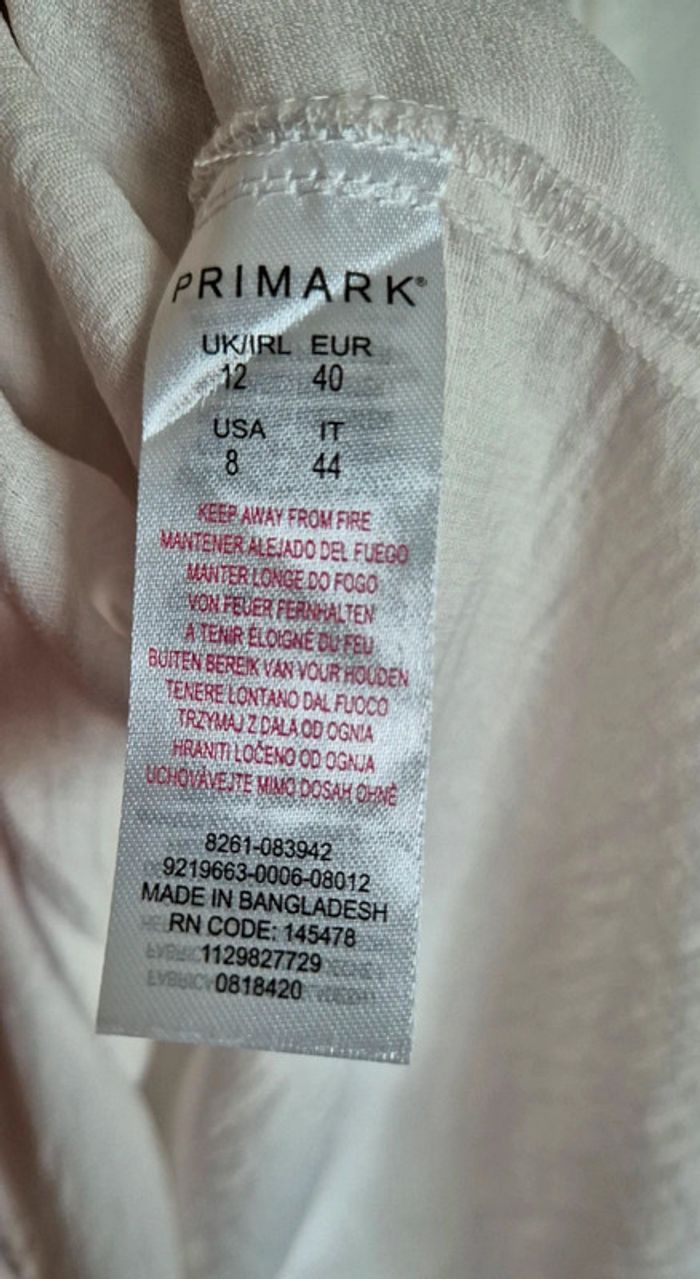 PRIMARK®
UK/IRL EUR
12 40
USA IT
8 44
KEEP AWAY FROM FIRE
MANTENER ALEJADO DEL FUEGO
MANTER LONGE DO FOGO
VON FEUER FERNHALTEN
A TENIR ÉLOIGNÉ DU FEU
BUITEN BEREIK VAN VOUR HOUDEN
TENERE LONTANO DAL FUOCO
TRZYMAJ Z DALA OD OGNIA
HRANITI LOČENO OD OGNJA
UCHOVÁVEJTE MIMO DOSAH OHNĚ
8261-083942
9219663-0006-08012
MADE IN BANGLADESH
RN CODE: 145478
1129827729
0818420